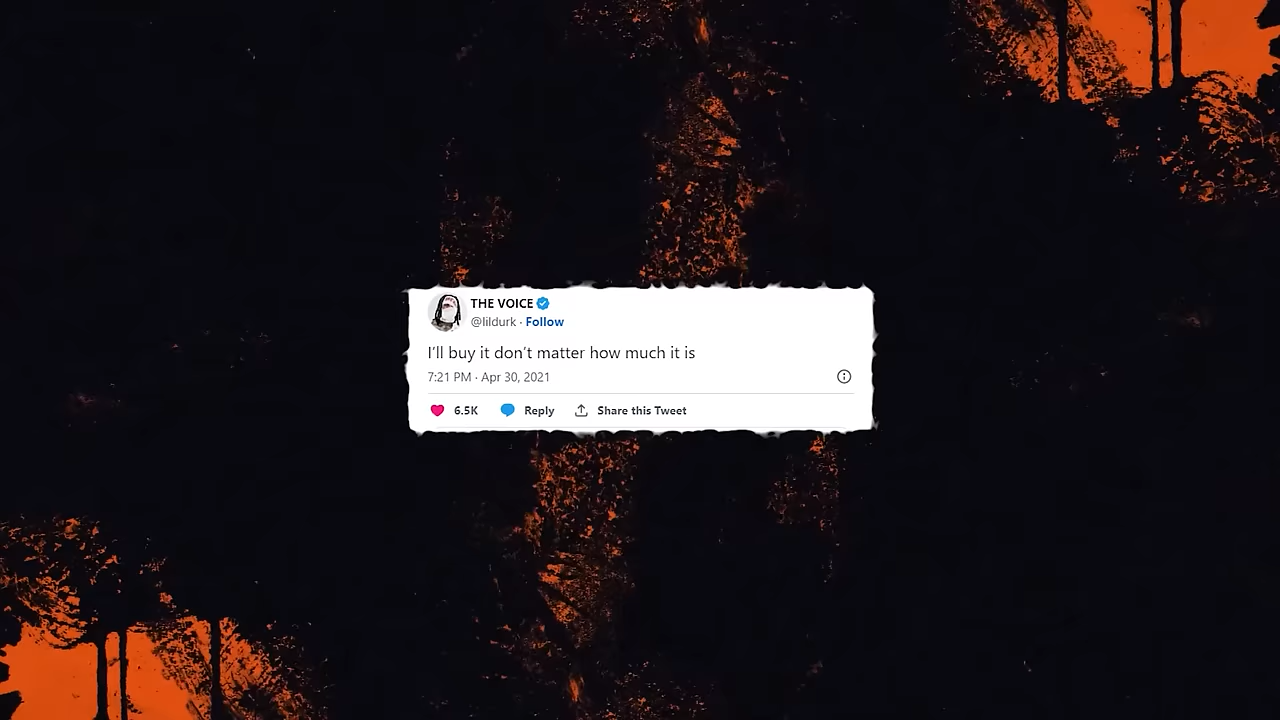 THE VOICE
@lildurk · Follow
I'll buy it don't matter how much it is
7:21 PM · Apr 30, 2021
6.5K Reply Share this Tweet